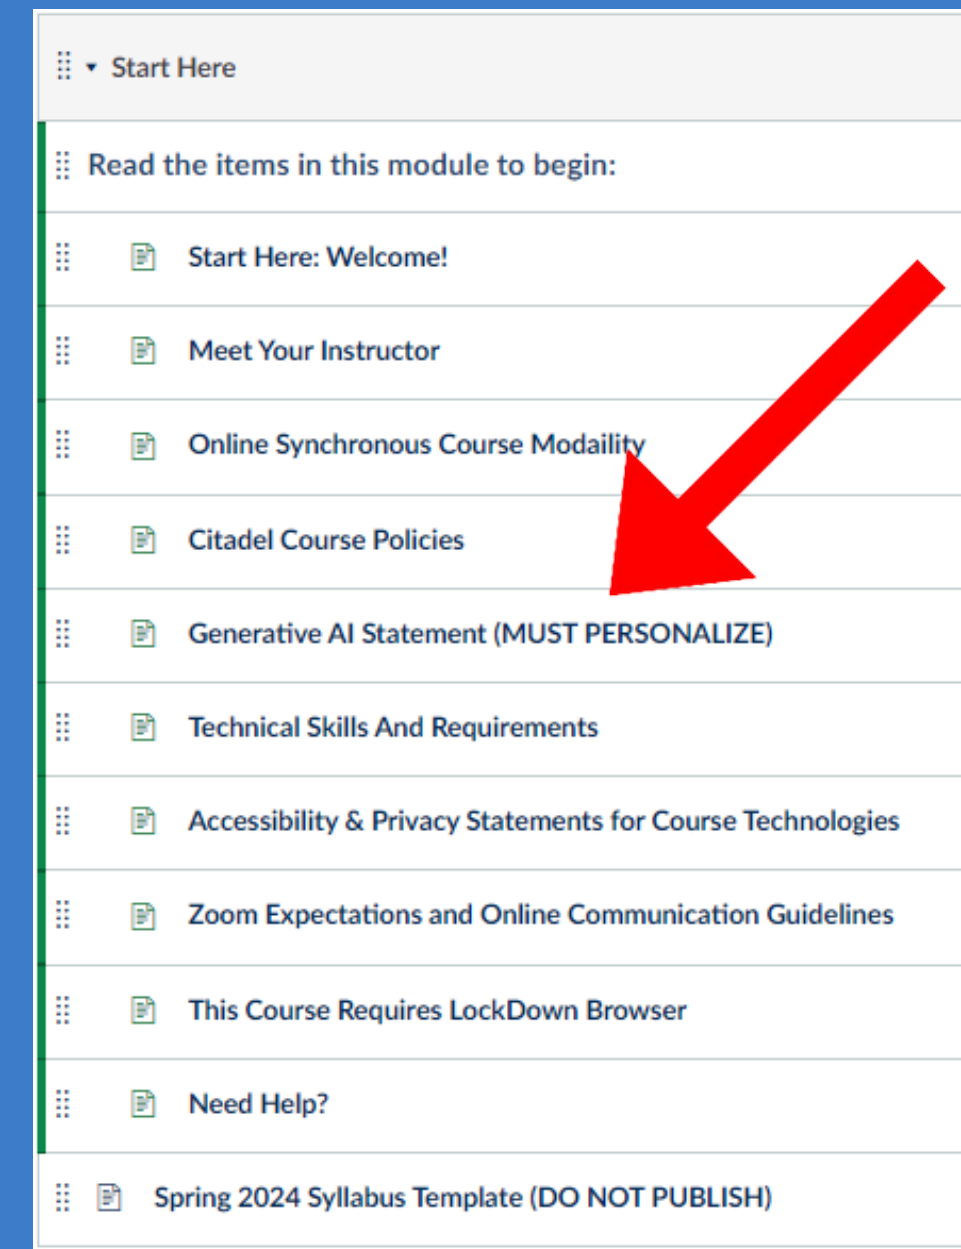 Start Here
Read the items in this module to begin:
Start Here: Welcome!
Meet Your Instructor
Online Synchronous Course Modaility
Citadel Course Policies
Generative AI Statement (MUST PERSONALIZE)
Technical Skills And Requirements
Accessibility & Privacy Statements for Course Technologies
Zoom Expectations and Online Communication Guidelines
This Course Requires LockDown Browser
Need Help?
Spring 2024 Syllabus Template (DO NOT PUBLISH)